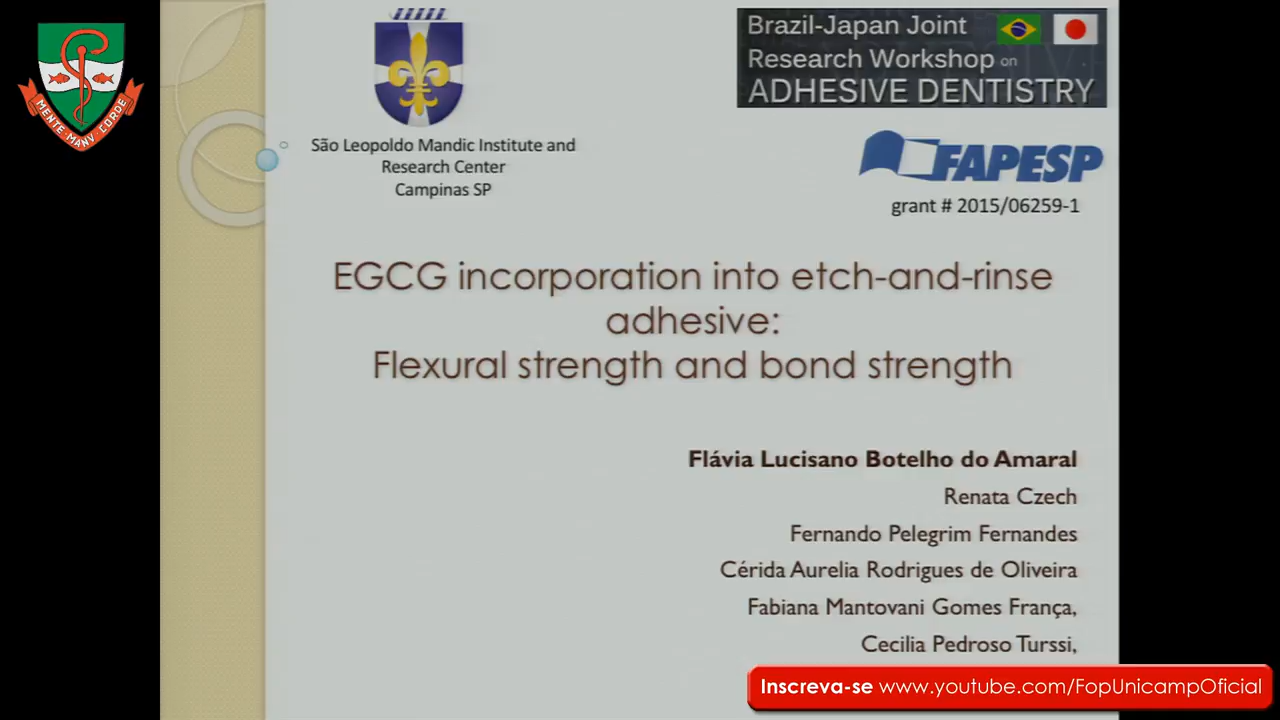 MENTE MANV CORDE
Brazil-Japan Joint
Research Workshop on
ADHESIVE DENTISTRY
São Leopoldo Mandic Institute and
Research Center
Campinas SP
FAPESP
grant # 2015/06259-1
EGCG incorporation into etch-and-rinse
adhesive:
Flexural strength and bond strength
Flávia Lucisano Botelho do Amaral
Renata Czech
Fernando Pelegrim Fernandes
Cérida Aurelia Rodrigues de Oliveira
Fabiana Mantovani Gomes França,
Cecilia Pedroso Turssi,
Inscreva-se www.youtube.com/FopUnicampOficial